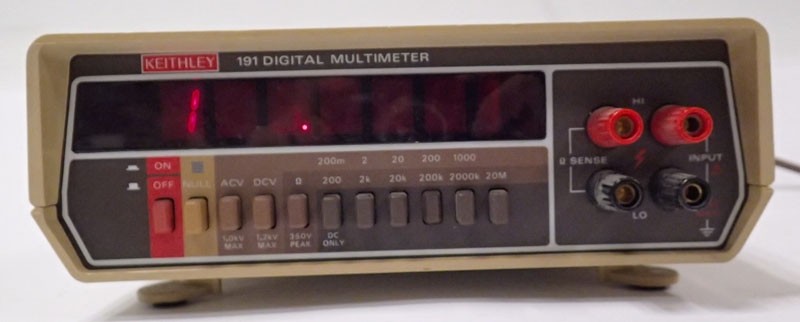 KEITHLEY 191 DIGITAL MULTIMETER
1.
HI
200m 2 20 200 1000
ON
Ω SENSE INPUT
OFF NULL ACV DCV Ω 200 2k 20k 200k 2000k 20M
LO
1.0kV MAX 1.2kV MAX 350V PEAK DC ONLY